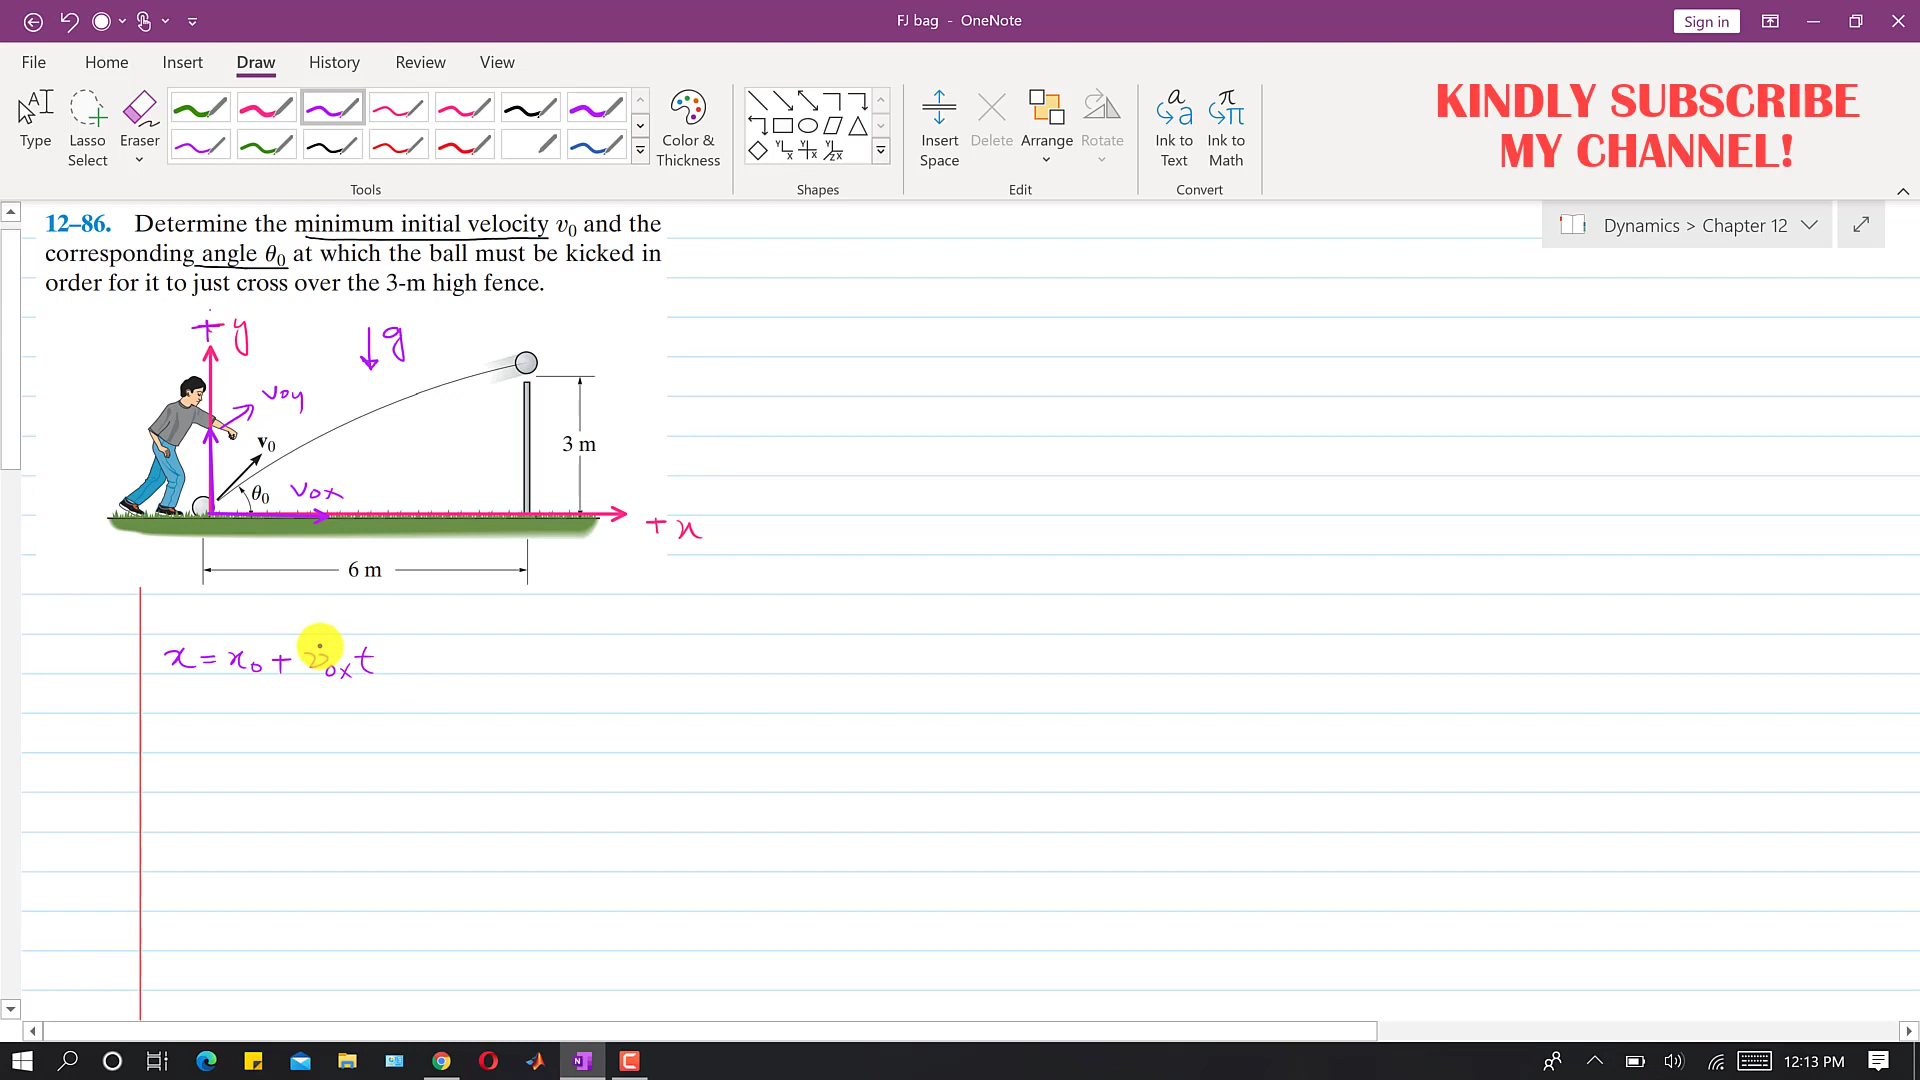 FJ bag - OneNote
Sign in
File Home Insert Draw History Review View
Type
Lasso Select
Eraser
Color & Thickness
Insert Space
Delete
Arrange
Rotate
Ink to Text
Ink to Math
Tools
Shapes
Edit
Convert
KINDLY SUBSCRIBE
MY CHANNEL!
Dynamics > Chapter 12
12–86. Determine the minimum initial velocity v₀ and the
corresponding angle θ₀ at which the ball must be kicked in
order for it to just cross over the 3-m high fence.
+ y
g
voy
v₀
3 m
θ₀
vox
+ x
6 m
x = x₀ + v₀ₓt
12:13 PM